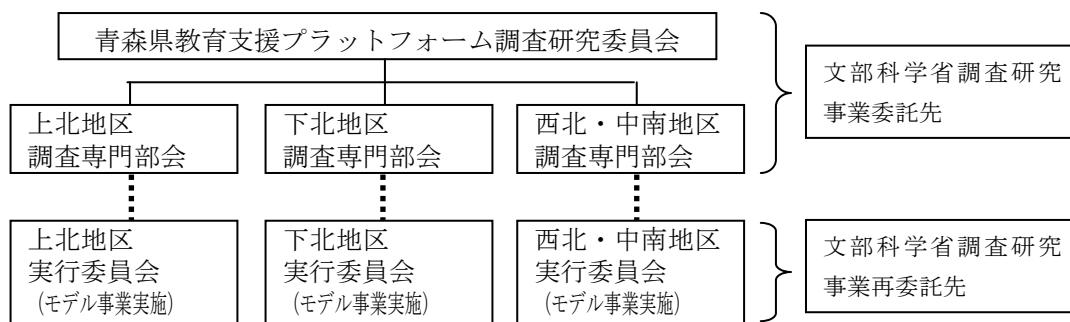 青森県教育支援プラットフォーム調査研究委員会
文部科学省調査研究
事業委託先
上北地区
調査専門部会
下北地区
調査専門部会
西北・中南地区
調査専門部会
上北地区
実行委員会
(モデル事業実施)
下北地区
実行委員会
(モデル事業実施)
西北・中南地区
実行委員会
(モデル事業実施)
文部科学省調査研究
事業再委託先